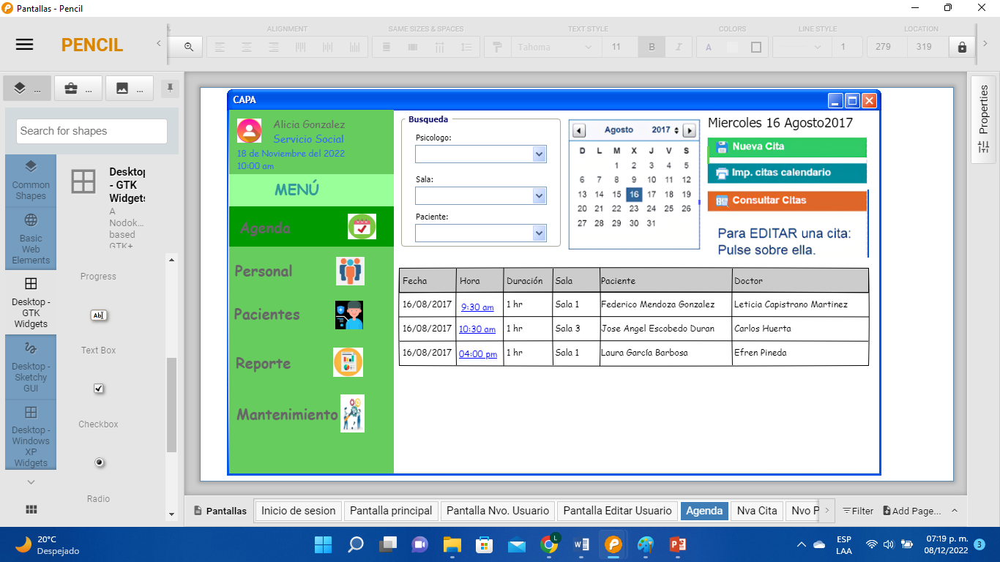 Pantallas - Pencil
PENCIL
ALIGNMENT
SAME SIZES & SPACES
TEXT STYLE
COLORS
LINE STYLE
LOCATION
Tahoma
11
B
I
A
1
279
319
...
...
...
Search for shapes
Common
Shapes
Basic
Web
Elements
Desktop -
GTK
Widgets
Desktop -
Sketchy
GUI
Desktop -
Windows
XP
Widgets
Desktop
- GTK
Widgets
A
Nodok...
based
GTK+
Progress
AbI
Text Box
Checkbox
Radio
Properties
CAPA
Alicia Gonzalez
Servicio Social
18 de Noviembre del 2022
10:00 am
MENÚ
Agenda
Personal
Pacientes
Reporte
Mantenimiento
Busqueda
Psicologo:
Sala:
Paciente:
Agosto 2017
D L M X J V S
1 2 3 4 5
6 7 8 9 10 11 12
13 14 15 16 17 18 19
20 21 22 23 24 25 26
27 28 29 30 31
Miercoles 16 Agosto2017
Nueva Cita
Imp. citas calendario
Consultar Citas
Para EDITAR una cita:
Pulse sobre ella.
Fecha Hora Duración Sala Paciente Doctor
16/08/2017 9:30 am 1 hr Sala 1 Federico Mendoza Gonzalez Leticia Capistrano Martinez
16/08/2017 10:30 am 1 hr Sala 3 Jose Angel Escobedo Duran Carlos Huerta
16/08/2017 04:00 pm 1 hr Sala 1 Laura García Barbosa Efren Pineda
Pantallas
Inicio de sesion
Pantalla principal
Pantalla Nvo. Usuario
Pantalla Editar Usuario
Agenda
Nva Cita
Nvo P
Filter
Add Page...
20°C
Despejado
L
ESP
LAA
07:19 p. m.
08/12/2022
3